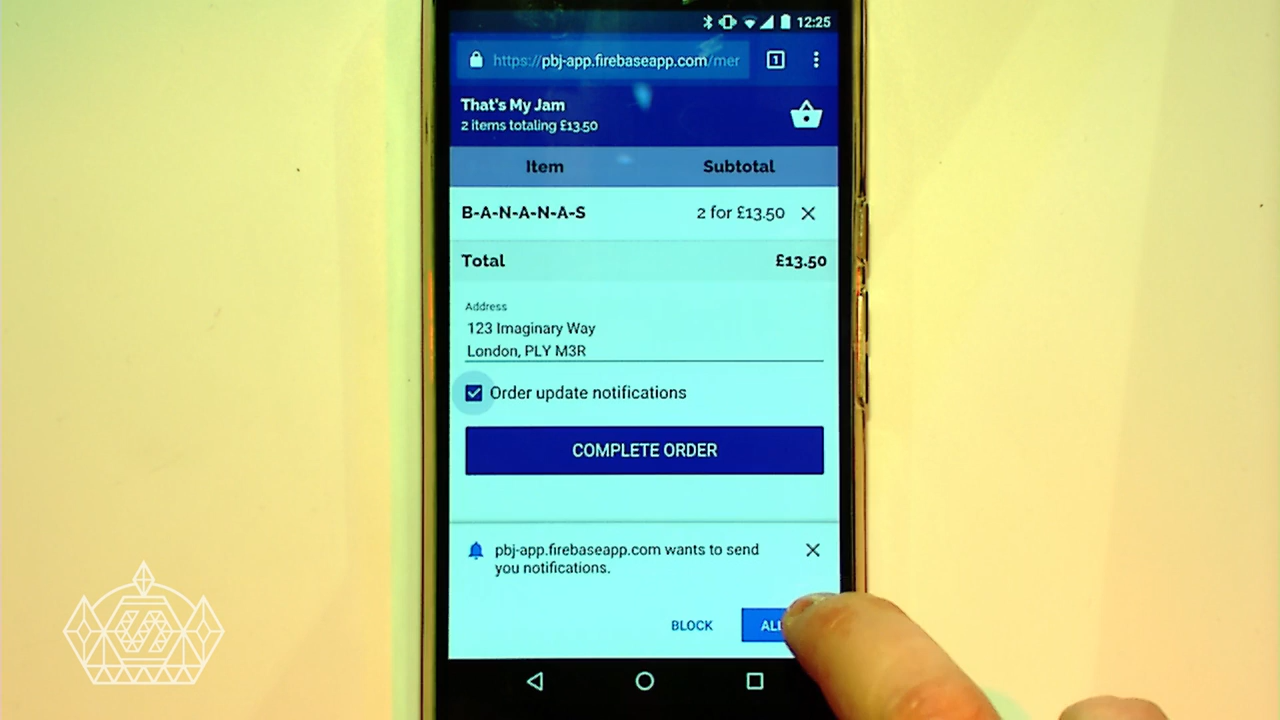 12:25
https://pbj-app.firebaseapp.com/mer
1
That's My Jam
2 items totaling £13.50
Item Subtotal
B-A-N-A-N-A-S 2 for £13.50
Total £13.50
Address
123 Imaginary Way
London, PLY M3R
Order update notifications
COMPLETE ORDER
pbj-app.firebaseapp.com wants to send
you notifications.
BLOCK